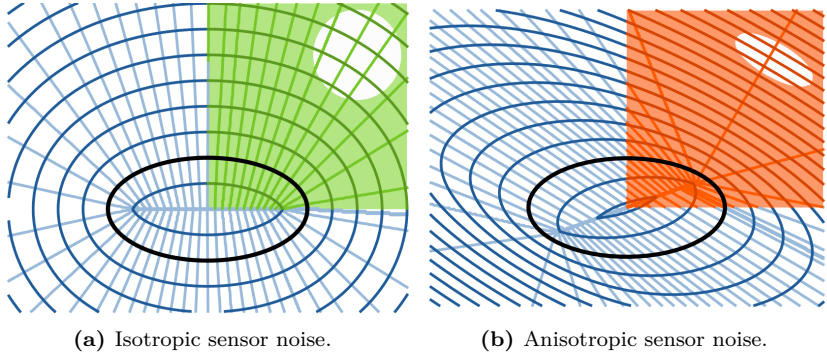 (a) Isotropic sensor noise.
(b) Anisotropic sensor noise.